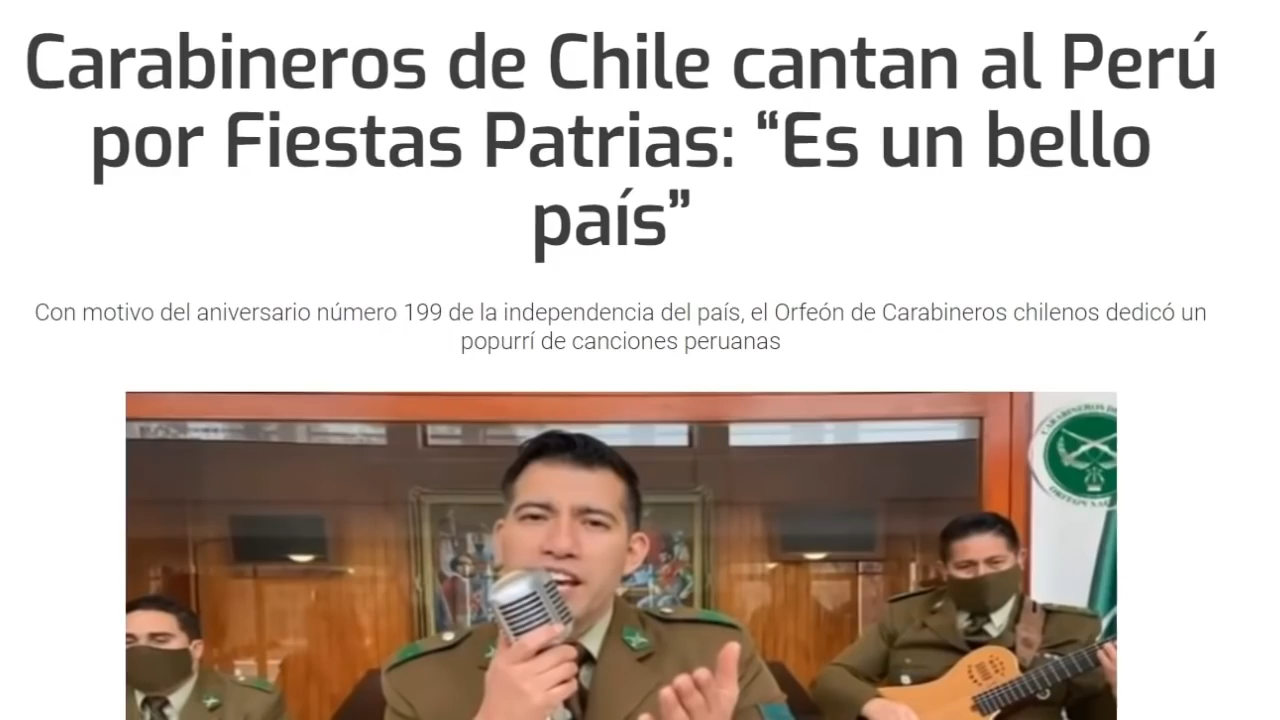 Carabineros de Chile cantan al Perú
por Fiestas Patrias: “Es un bello
país”
Con motivo del aniversario número 199 de la independencia del país, el Orfeón de Carabineros chilenos dedicó un
popurrí de canciones peruanas